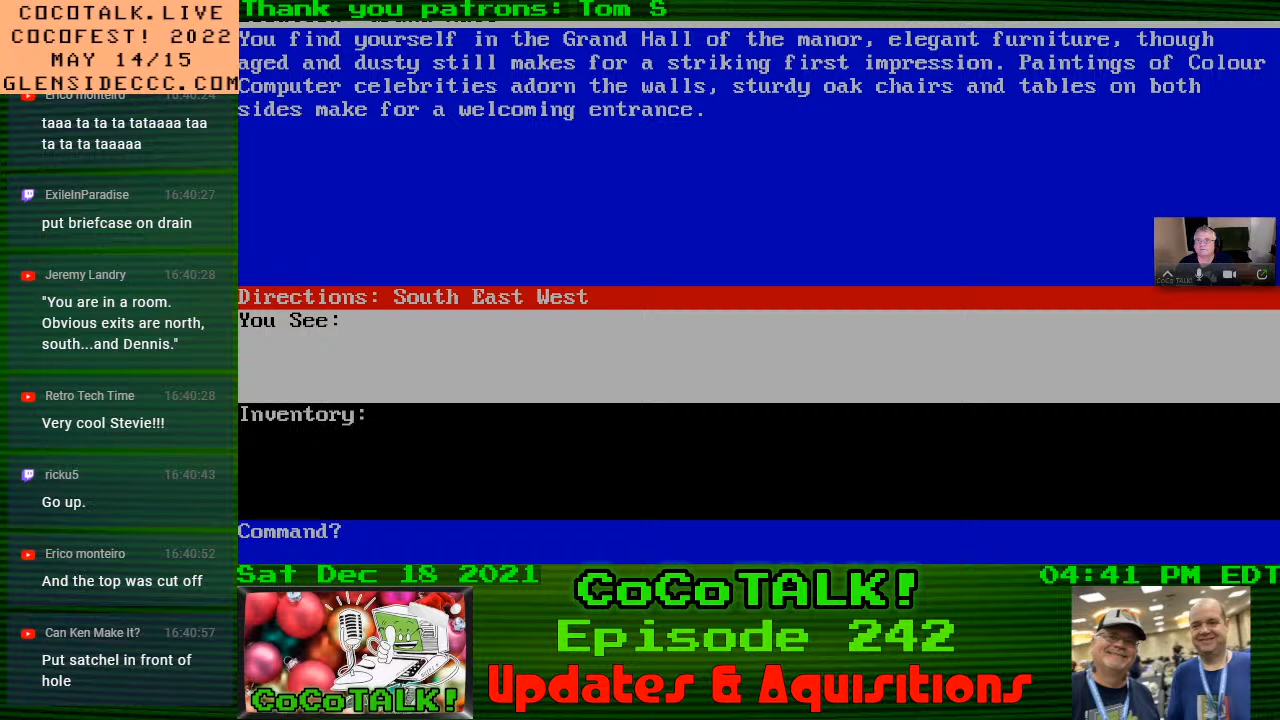 COCOTALK.LIVE
COCOFEST! 2022
MAY 14/15
GLENSIDECCC.COM
Thank you patrons: Tom S
Erico monteiro 16:40:24
taaa ta ta ta tataaaa taa
ta ta ta taaaaa
ExileInParadise 16:40:27
put briefcase on drain
Jeremy Landry 16:40:28
"You are in a room.
Obvious exits are north,
south...and Dennis."
Retro Tech Time 16:40:28
Very cool Stevie!!!
ricku5 16:40:43
Go up.
Erico monteiro 16:40:52
And the top was cut off
Can Ken Make It? 16:40:57
Put satchel in front of
hole
You find yourself in the Grand Hall of the manor, elegant furniture, though
aged and dusty still makes for a striking first impression. Paintings of Colour
Computer celebrities adorn the walls, sturdy oak chairs and tables on both
sides make for a welcoming entrance.
CoCo TALK!
Directions: South East West
You See:
Inventory:
Command?
Sat Dec 18 2021
CoCoTALK!
04:41 PM EDT
Episode 242
Updates & Aquisitions
CoCoTALK!